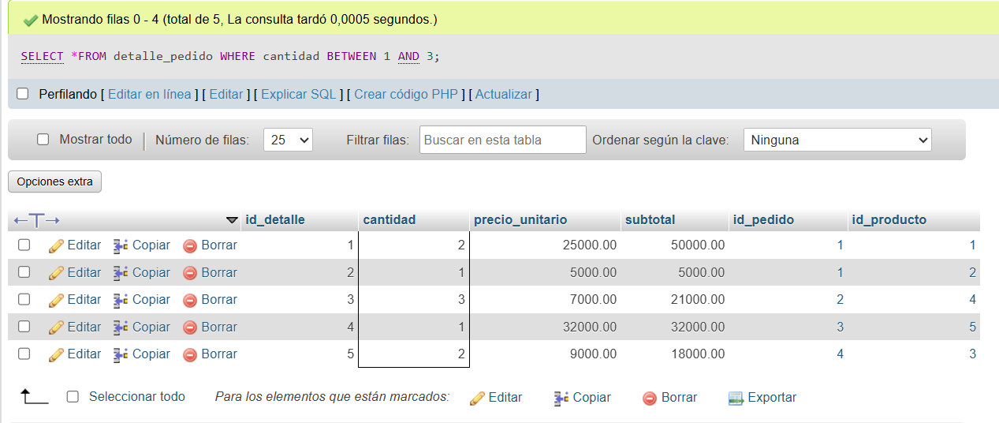 Mostrando filas 0 - 4 (total de 5, La consulta tardó 0,0005 segundos.)
SELECT *FROM detalle_pedido WHERE cantidad BETWEEN 1 AND 3;
Perfilando [ Editar en línea ] [ Editar ] [ Explicar SQL ] [ Crear código PHP ] [ Actualizar ]
Mostrar todo Número de filas: 25 Filtrar filas: Buscar en esta tabla Ordenar según la clave: Ninguna
Opciones extra
id_detalle cantidad precio_unitario subtotal id_pedido id_producto
Editar Copiar Borrar 1 2 25000.00 50000.00 1 1
Editar Copiar Borrar 2 1 5000.00 5000.00 1 2
Editar Copiar Borrar 3 3 7000.00 21000.00 2 4
Editar Copiar Borrar 4 1 32000.00 32000.00 3 5
Editar Copiar Borrar 5 2 9000.00 18000.00 4 3
Seleccionar todo Para los elementos que están marcados: Editar Copiar Borrar Exportar